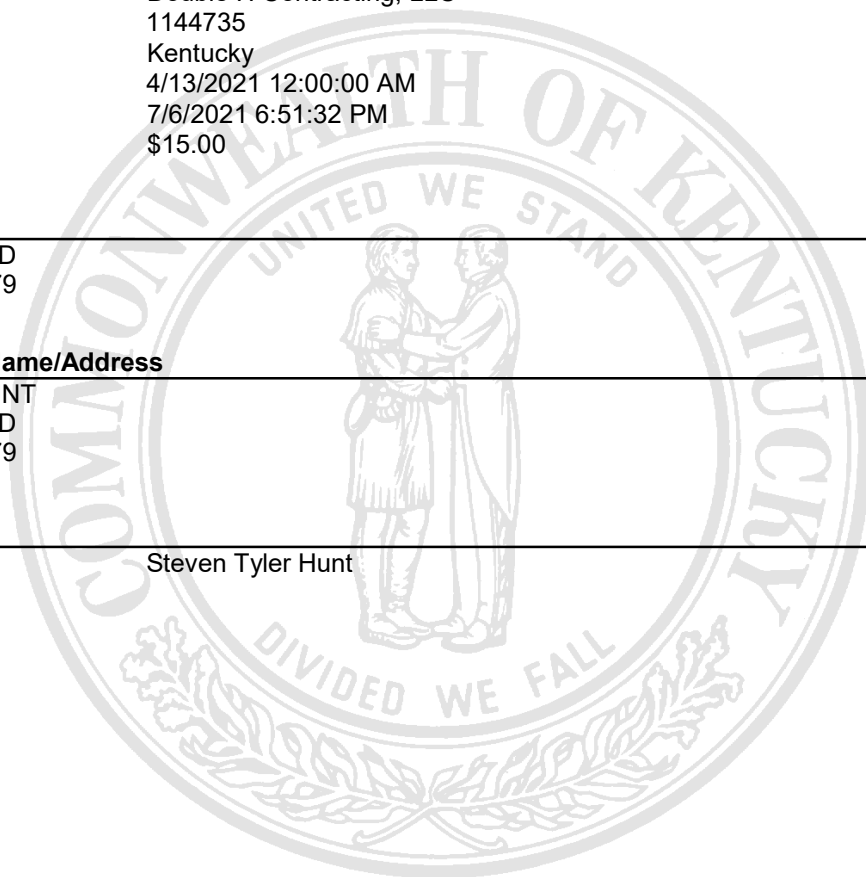 1144735
Kentucky
4/13/2021 12:00:00 AM
7/6/2021 6:51:32 PM
$15.00
COMMONWEALTH OF KENTUCKY
UNITED WE STAND
D
79
ame/Address
NT
D
79
Steven Tyler Hunt
DIVIDED WE FALL